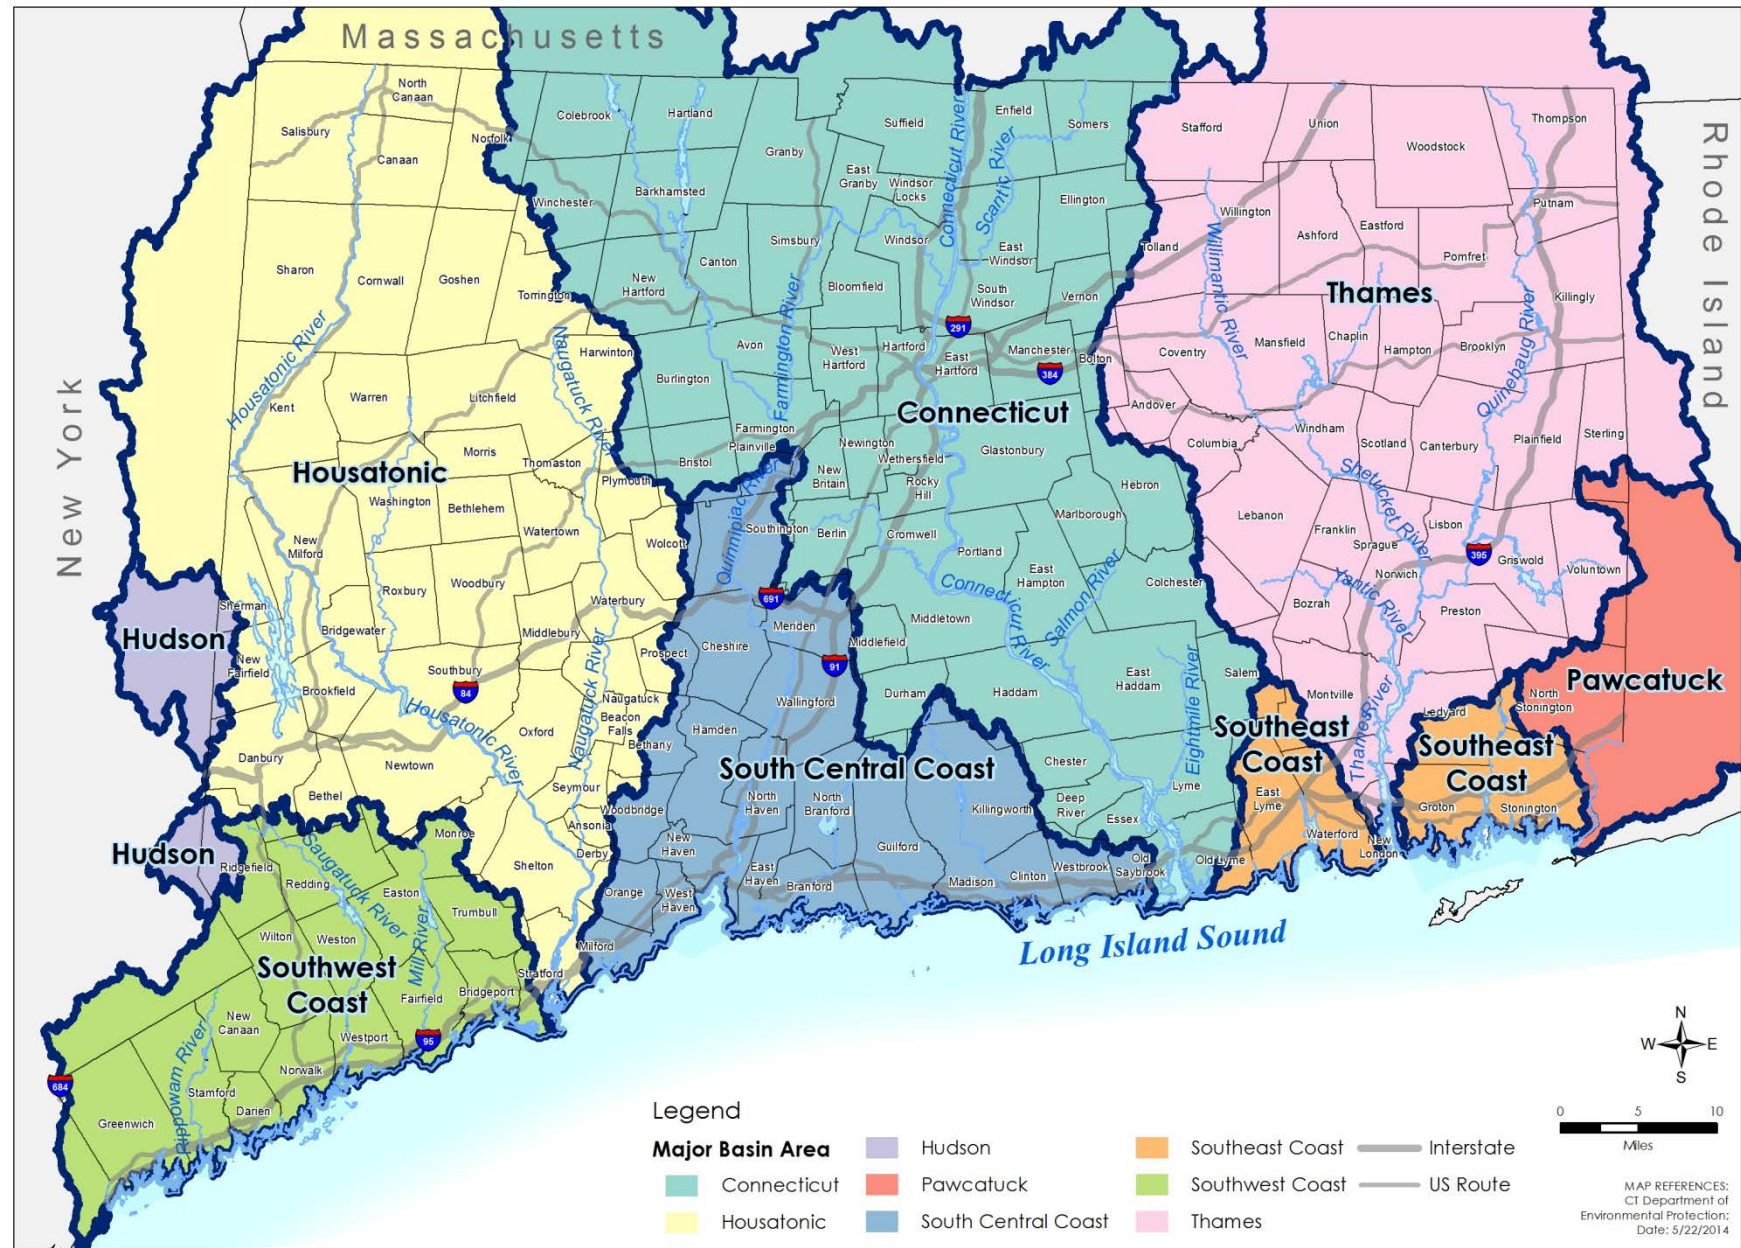 Massachusetts
New York
Rhode Island
North
Canaan
Salisbury
Canaan
Norfolk
Colebrook
Hartland
Suffield
Enfield
Somers
Stafford
Union
Woodstock
Thompson
Granby
East
Granby
Windsor
Locks
Connecticut River
Scantic River
Barkhamsted
Winchester
Ellington
Willington
Ashford
Eastford
Putnam
Simsbury
Windsor
East
Windsor
Tolland
Willimantic River
Pomfret
Sharon
Cornwall
Goshen
Torrington
New
Hartford
Canton
Bloomfield
South
Windsor
Vernon
Thames
Killingly
Quinebaug River
Housatonic River
Naugatuck River
Harwinton
Farmington River
Avon
West
Hartford
Hartford
291
East
Hartford
Manchester
384
Bolton
Coventry
Mansfield
Chaplin
Hampton
Brooklyn
Burlington
Kent
Warren
Litchfield
Connecticut
Andover
Farmington
Plainville
Newington
Wethersfield
Glastonbury
Columbia
Windham
Scotland
Canterbury
Plainfield
Sterling
Housatonic
Morris
Thomaston
Bristol
Plymouth
New
Britain
Rocky
Hill
Hebron
Shetucket River
Washington
Bethlehem
Watertown
Wolcott
Quinnipiac River
Southington
Berlin
Cromwell
Marlborough
Portland
Lebanon
Franklin
Sprague
Lisbon
395
Griswold
Voluntown
New
Milford
Roxbury
Woodbury
Waterbury
691
East
Hampton
Colchester
Norwich
Bozrah
Yantic River
Preston
Sherman
Hudson
Bridgewater
Middlebury
Meriden
Cheshire
Middletown
Middlefield
Connecticut River
Salmon River
New
Fairfield
Brookfield
Southbury
84
Prospect
Naugatuck
91
Wallingford
Durham
Haddam
East
Haddam
Salem
Montville
Ledyard
North
Stonington
Pawcatuck
Housatonic River
Naugatuck River
Beacon
Falls
Oxford
Bethany
Hamden
Eightmile River
Southeast
Coast
Thames River
Southeast
Coast
Danbury
Newtown
South Central Coast
Chester
Bethel
Seymour
Woodbridge
North
Haven
North
Branford
Killingworth
Deep
River
Essex
Lyme
East
Lyme
Groton
Stonington
Hudson
Ridgefield
Monroe
Ansonia
Derby
New
Haven
Guilford
Waterford
New
London
Saugatuck River
Redding
Easton
Shelton
Orange
West
Haven
East
Haven
Branford
Madison
Clinton
Westbrook
Old
Saybrook
Old Lyme
Trumbull
Mill River
Wilton
Weston
Milford
Long Island Sound
Southwest
Coast
Stratford
Fairfield
Bridgeport
New
Canaan
Westport
95
Rippowam River
Norwalk
684
Stamford
Darien
Greenwich
N
W
E
S
Legend
Major Basin Area
Connecticut
Housatonic
Hudson
Pawcatuck
South Central Coast
Southeast Coast
Southwest Coast
Thames
Interstate
US Route
0 5 10
Miles
MAP REFERENCES:
CT Department of
Environmental Protection;
Date: 5/22/2014